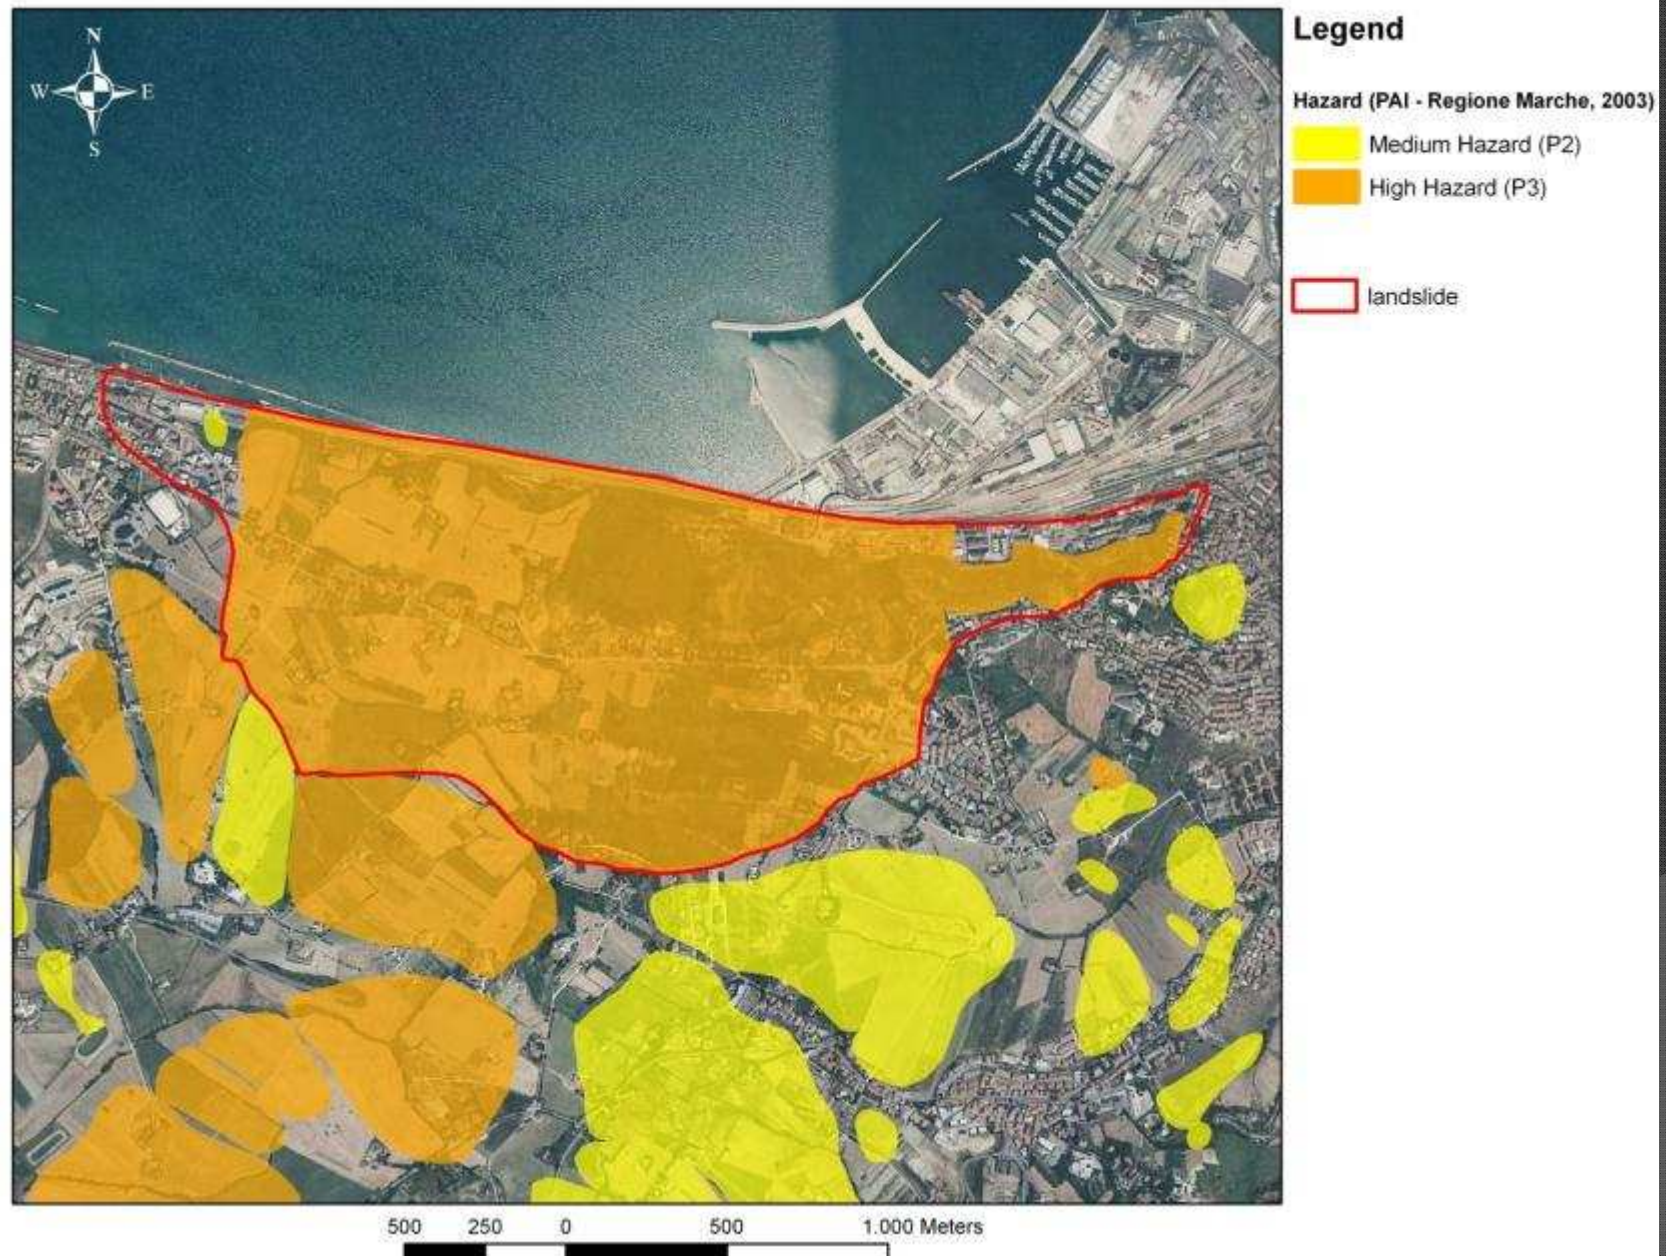 N
W E
S
Legend
Hazard (PAI - Regione Marche, 2003)
Medium Hazard (P2)
High Hazard (P3)
landslide
500 250 0 500 1.000 Meters